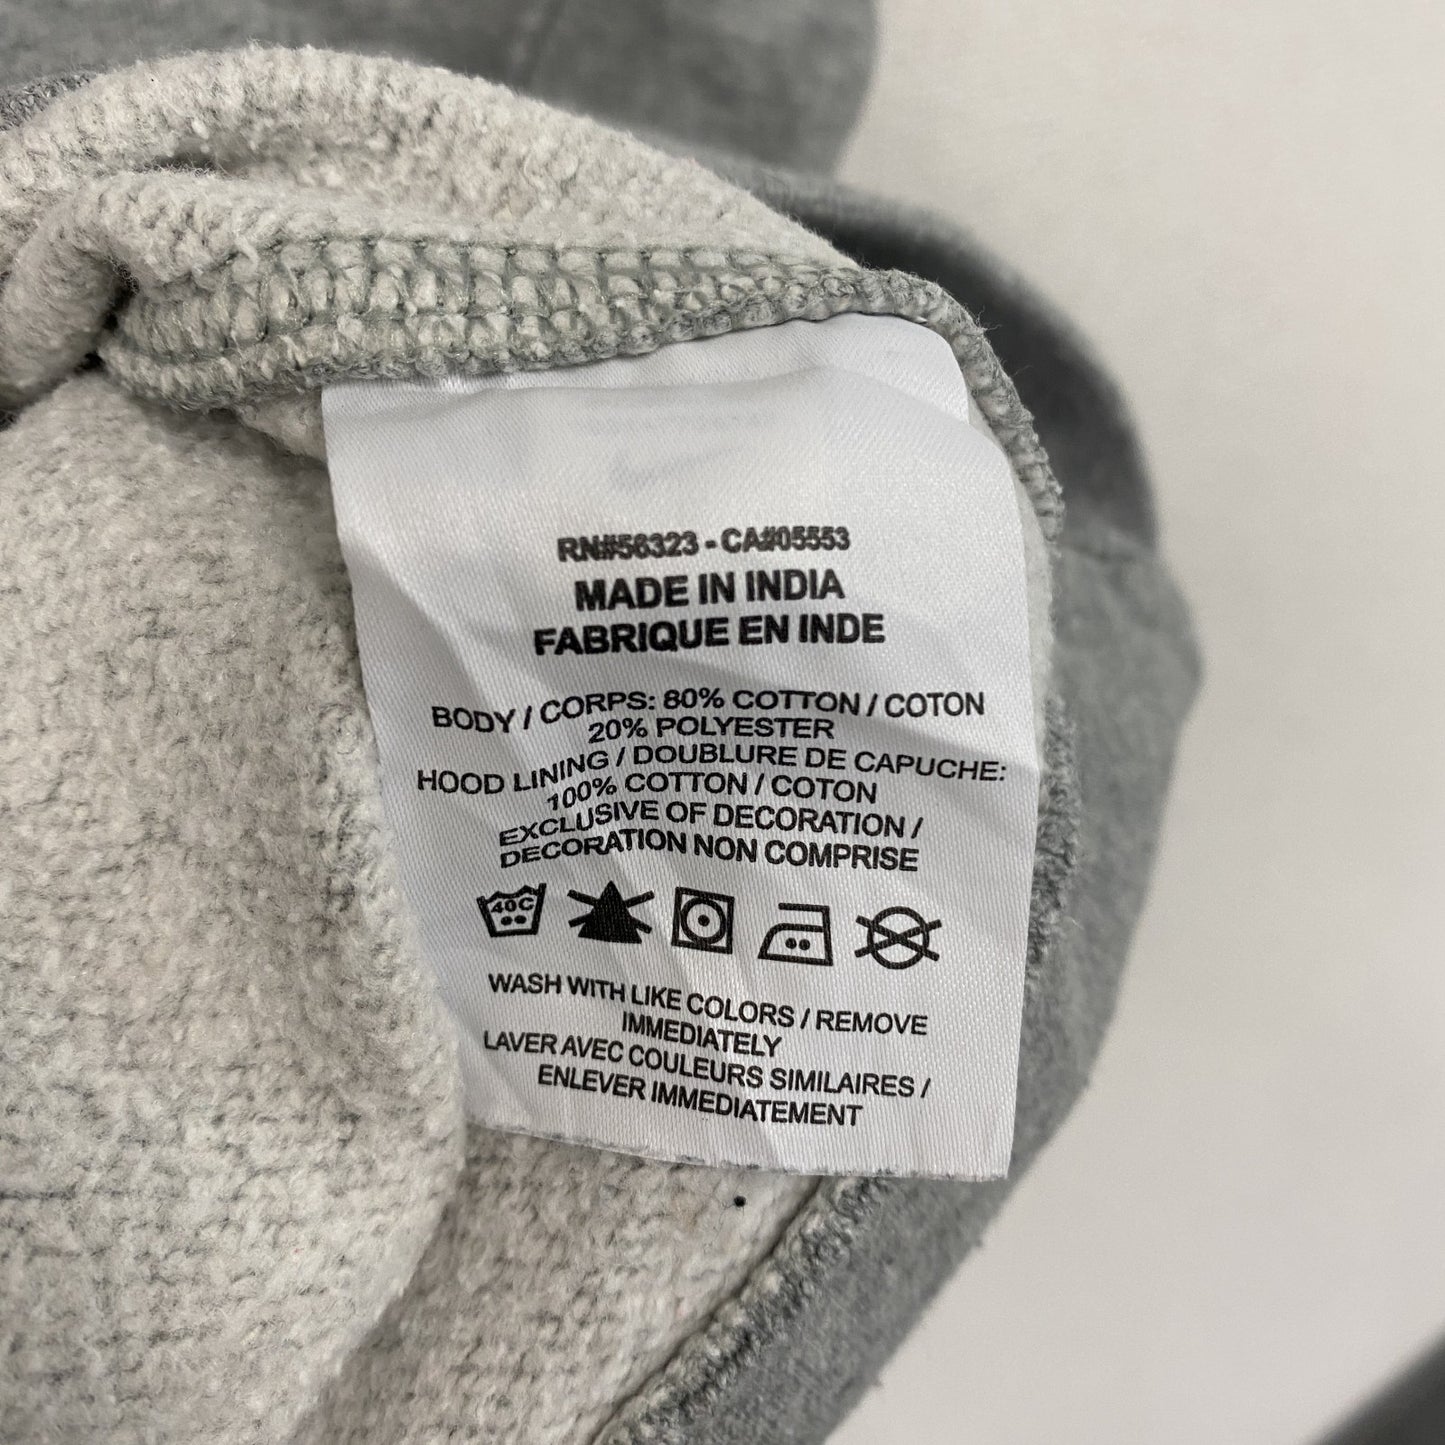 RN#56323 - CA#05553
MADE IN INDIA
FABRIQUE EN INDE
BODY / CORPS: 80% COTTON / COTON
20% POLYESTER
HOOD LINING / DOUBLURE DE CAPUCHE:
100% COTTON / COTON
EXCLUSIVE OF DECORATION /
DECORATION NON COMPRISE
40C
WASH WITH LIKE COLORS / REMOVE
IMMEDIATELY
LAVER AVEC COULEURS SIMILAIRES /
ENLEVER IMMEDIATEMENT